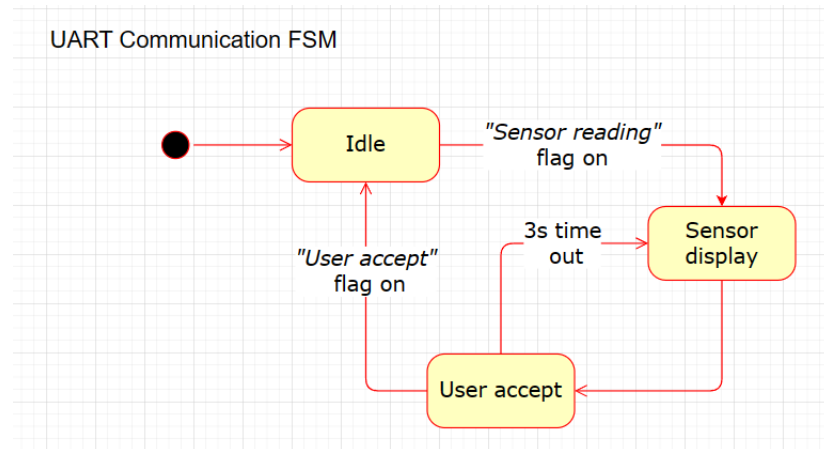 UART Communication FSM
Idle
"Sensor reading"
flag on
Sensor
display
3s time
out
"User accept"
flag on
User accept